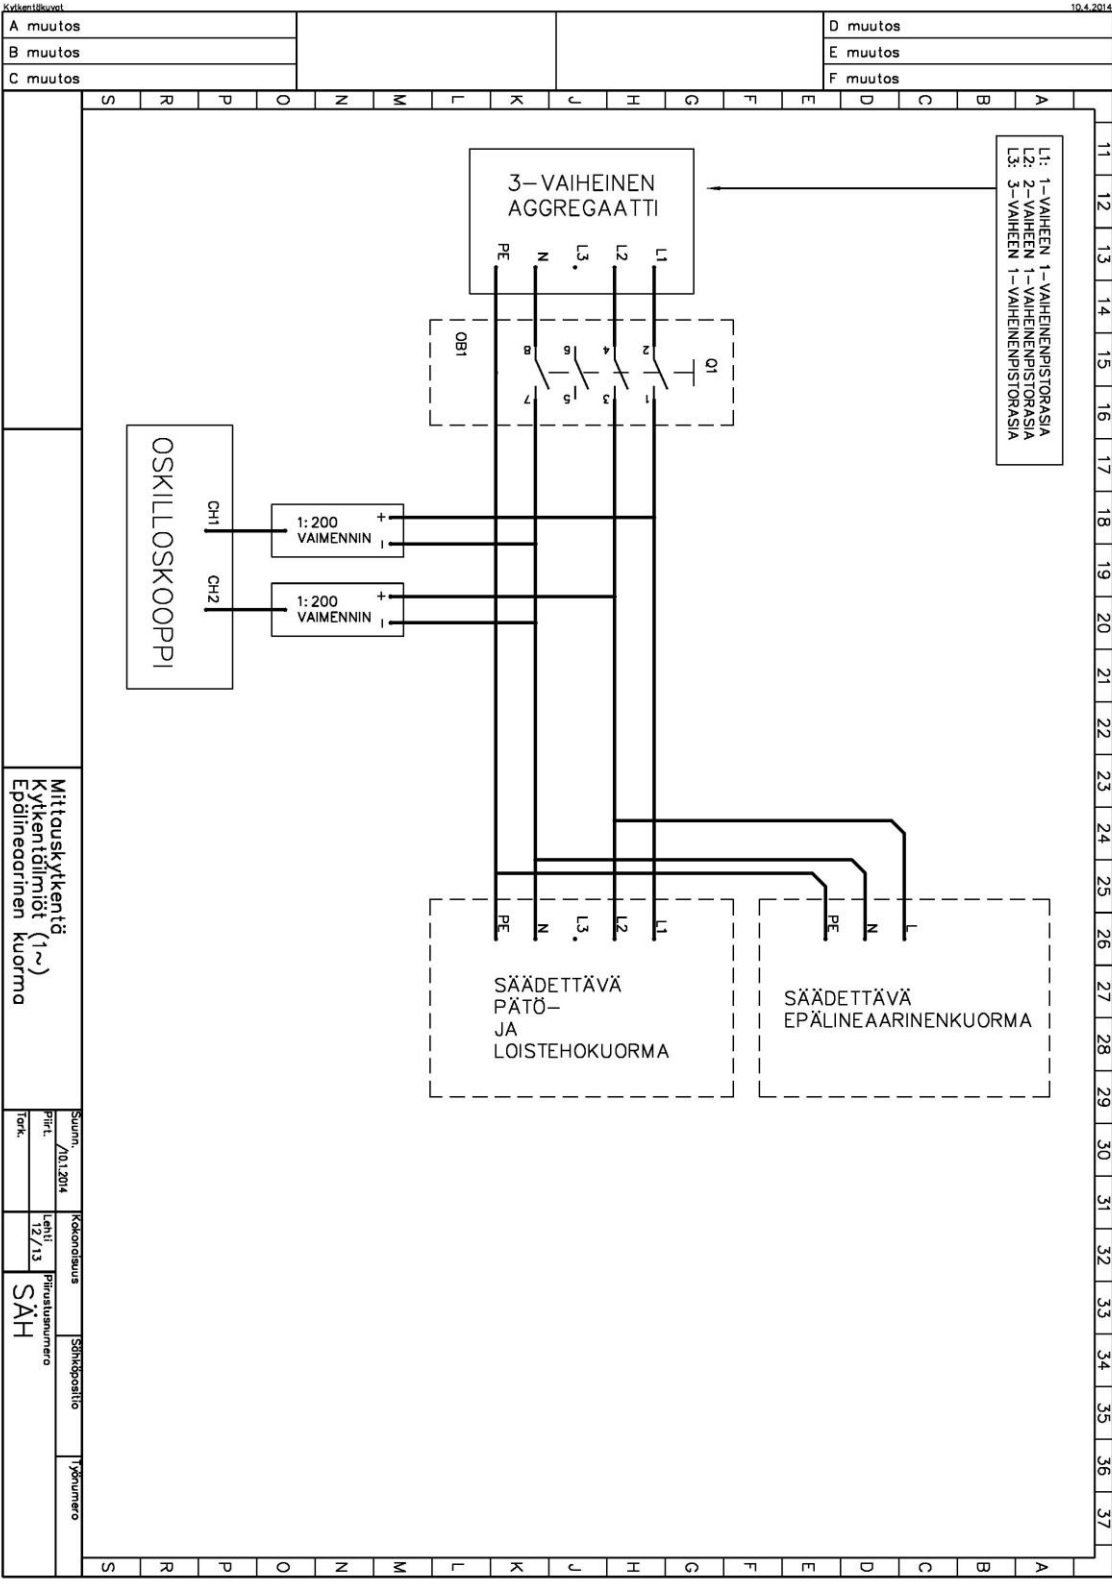 Kytkentäkuvat
10.4.2014
A muutos
B muutos
C muutos
D muutos
E muutos
F muutos
S R P O N M L K J H G F E D C B A
11 12 13 14 15 16 17 18 19 20 21 22 23 24 25 26 27 28 29 30 31 32 33 34 35 36 37
L1: 1-VAIHEEN 1-VAIHEINENPISTORASIA
L2: 2-VAIHEEN 1-VAIHEINENPISTORASIA
L3: 3-VAIHEEN 1-VAIHEINENPISTORASIA
3-VAIHEINEN
AGGREGAATTI
PE N L3 L2 L1
OB1
8 6 4 2
Q1
7 5 3 1
OSKILLOSKOOPPI
CH1
1:200
VAIMENNIN
+
-
CH2
1:200
VAIMENNIN
+
-
PE N L3 L2 L1
SÄÄDETTÄVÄ
PÄTÖ-
JA
LOISTEHOKUORMA
PE N L
SÄÄDETTÄVÄ
EPÄLINEAARINENKUORMA
Mittauskytkentä
Kytkentäilmiöt (1~)
Epälineaarinen kuorma
Suunn.
/10.1.2014
Piirt.
Tark.
Kokonaisuus
Sähköpositio
Työnumero
Lehti
12/13
Piirustusnumero
SÄH
S R P O N M L K J H G F E D C B A